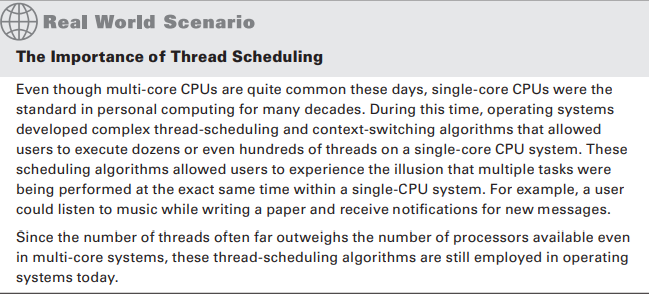 Real World Scenario
The Importance of Thread Scheduling
Even though multi-core CPUs are quite common these days, single-core CPUs were the
standard in personal computing for many decades. During this time, operating systems
developed complex thread-scheduling and context-switching algorithms that allowed
users to execute dozens or even hundreds of threads on a single-core CPU system. These
scheduling algorithms allowed users to experience the illusion that multiple tasks were
being performed at the exact same time within a single-CPU system. For example, a user
could listen to music while writing a paper and receive notifications for new messages.
Since the number of threads often far outweighs the number of processors available even
in multi-core systems, these thread-scheduling algorithms are still employed in operating
systems today.